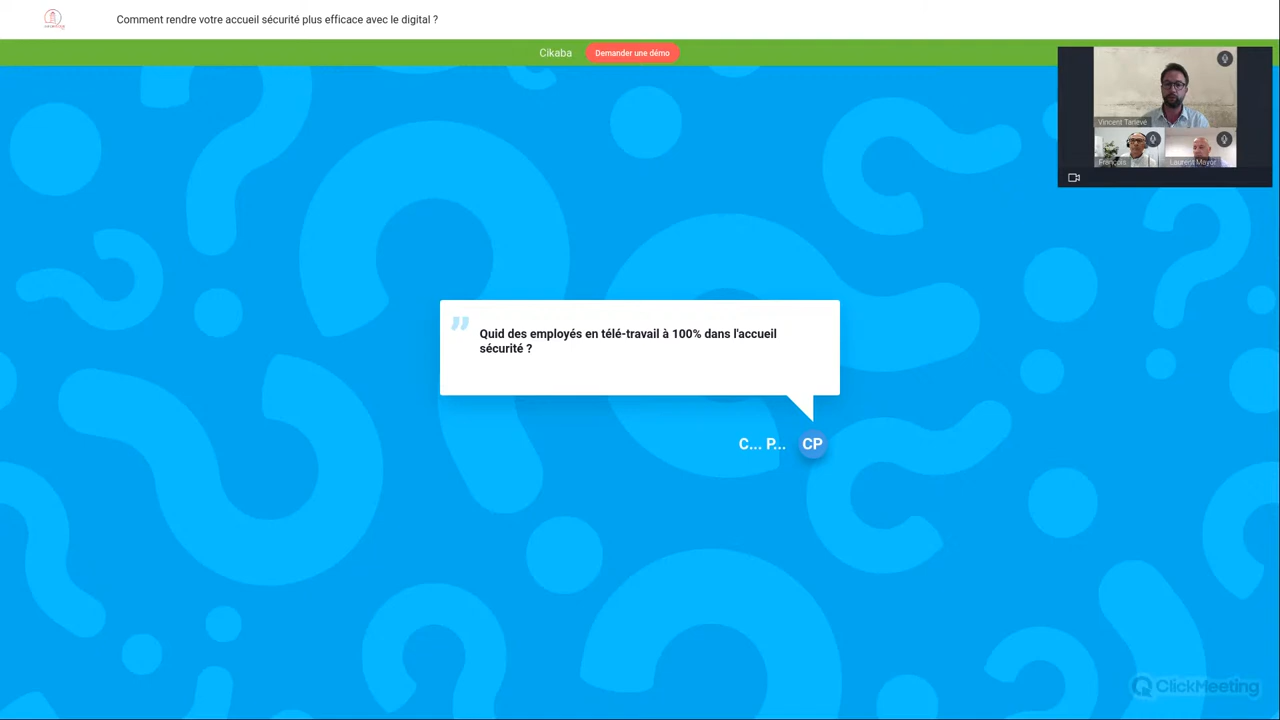 Comment rendre votre accueil sécurité plus efficace avec le digital ?
Cikaba
Demander une démo
Vincent Tarlevé
François
Laurent Mayor
Quid des employés en télé-travail à 100% dans l'accueil
sécurité ?
C... P...
CP
ClickMeeting